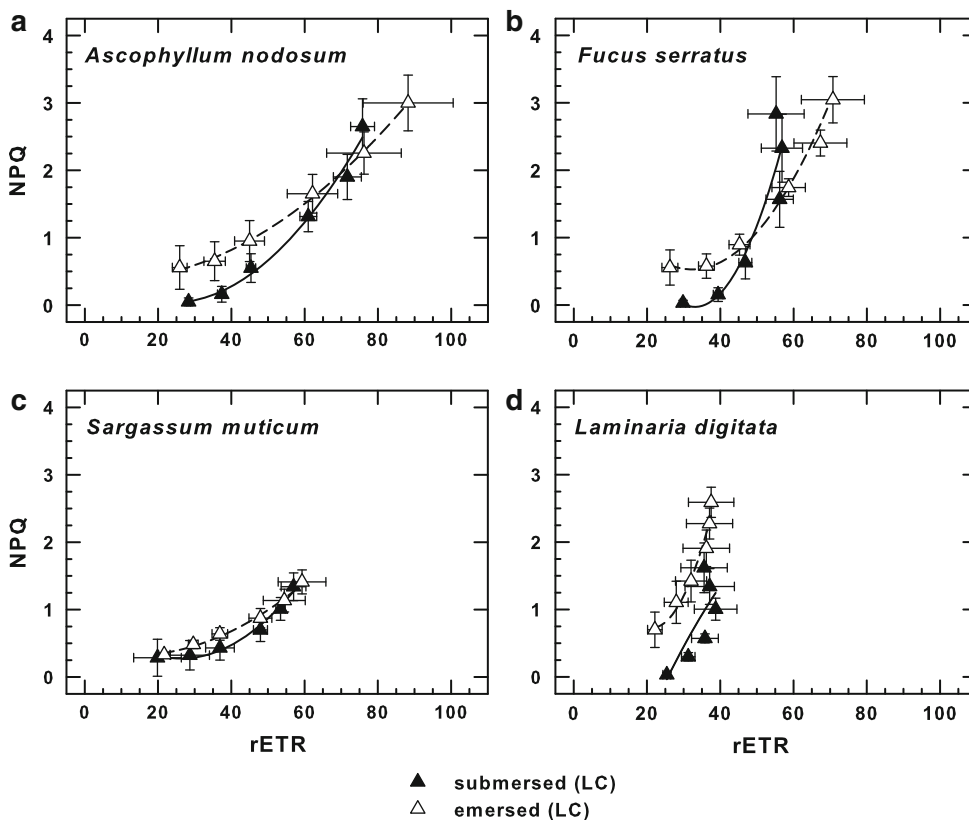 a
b
Ascophyllum nodosum
Fucus serratus
4
3
2
1
0
NPQ
0 20 40 60 80 100
4
3
2
1
0
NPQ
0 20 40 60 80 100
c
d
Sargassum muticum
Laminaria digitata
4
3
2
1
0
NPQ
0 20 40 60 80 100
rETR
4
3
2
1
0
0 20 40 60 80 100
rETR
submersed (LC)
emersed (LC)